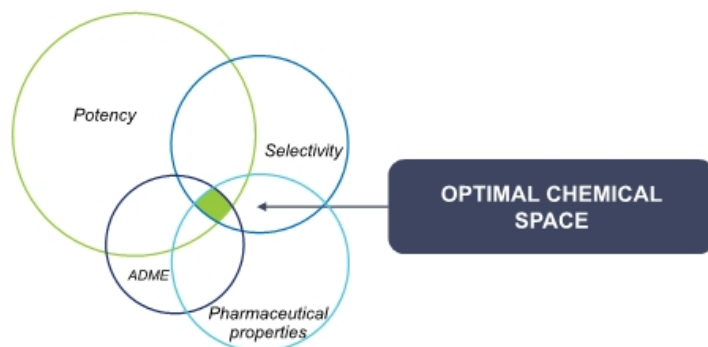 Potency
Selectivity
OPTIMAL CHEMICAL
SPACE
ADME
Pharmaceutical
properties